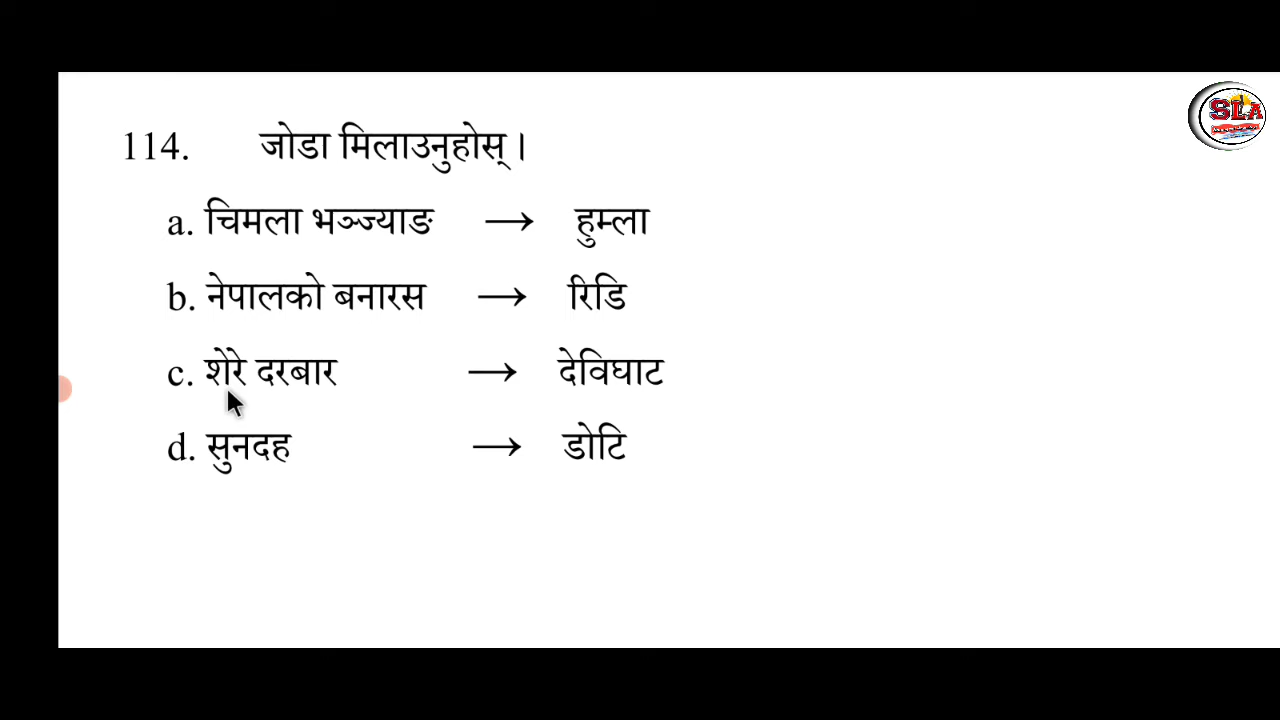 SLA
114. जोडा मिलाउनुहोस् ।
a. चिमला भञ्ज्याङ → हुम्ला
b. नेपालको बनारस → रिडि
c. शेरे दरबार → देविघाट
d. सुनदह → डोटि